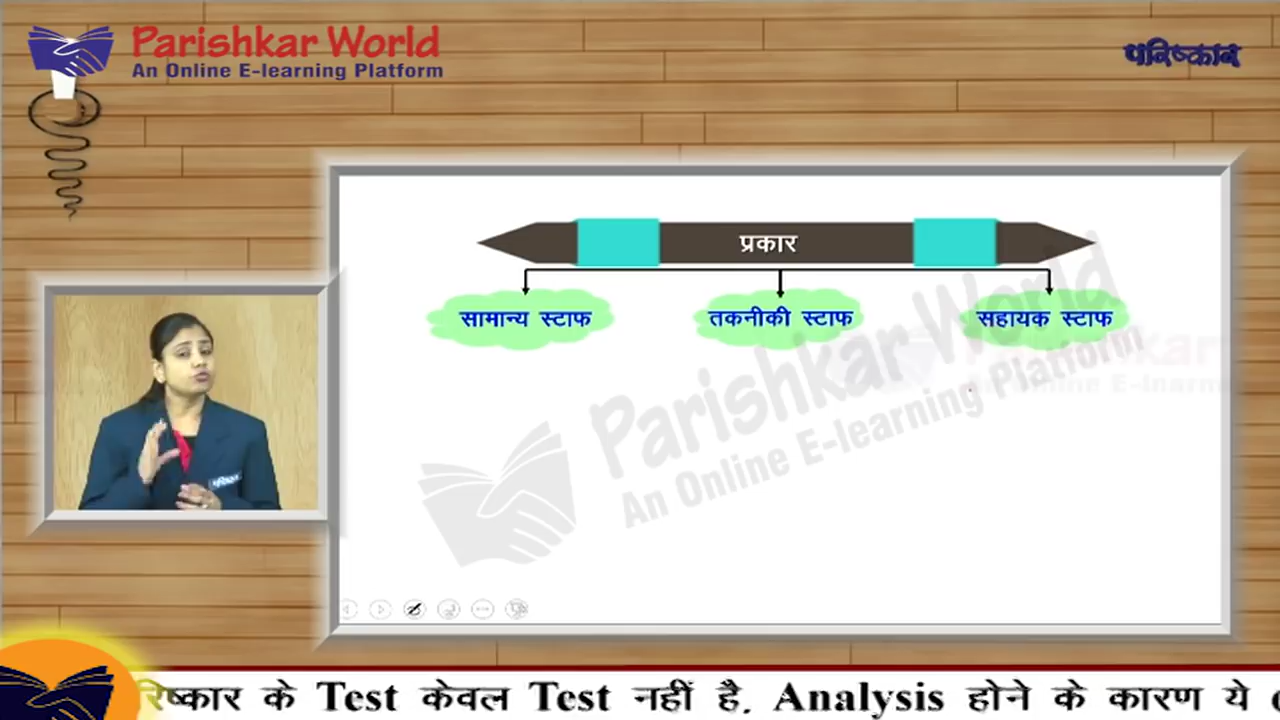 Parishkar World
An Online E-learning Platform
परिष्कार
प्रकार
सामान्य स्टाफ
तकनीकी स्टाफ
सहायक स्टाफ
Parishkar World
An Online E-learning Platform
रिष्कार के Test केवल Test नहीं है. Analysis होने के कारण ये